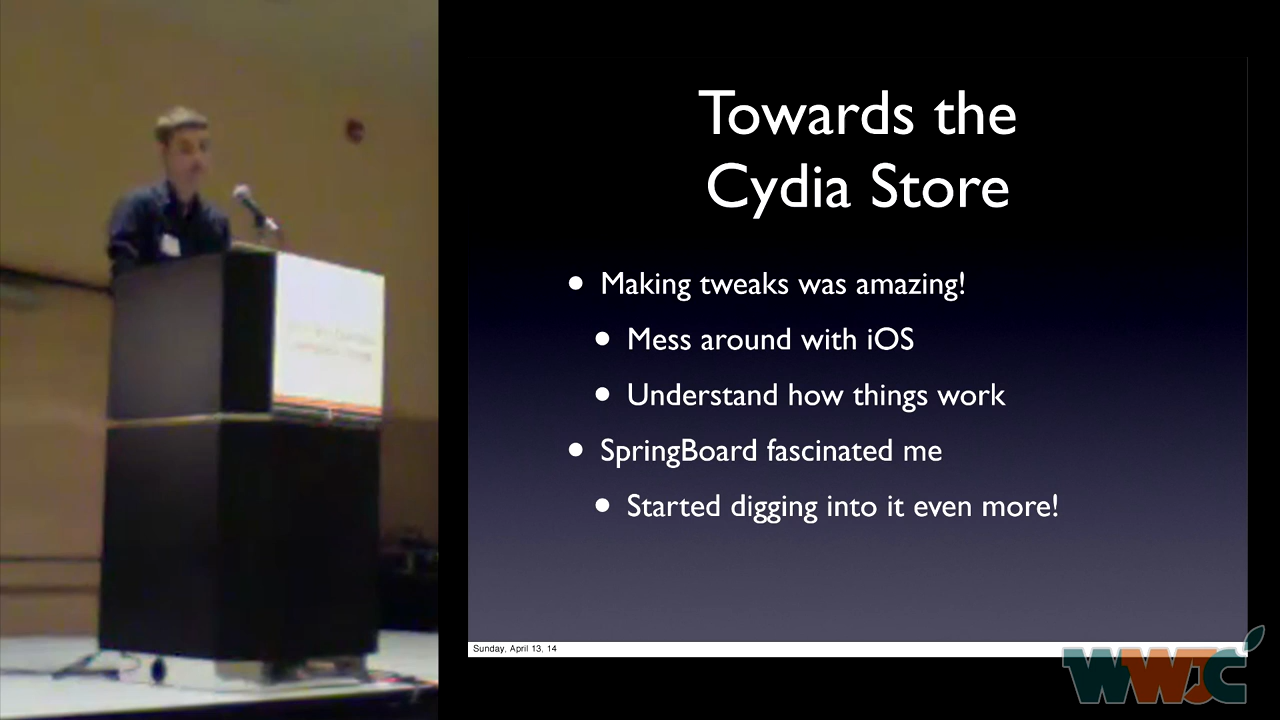 Towards the
Cydia Store
• Making tweaks was amazing!
• Mess around with iOS
• Understand how things work
• SpringBoard fascinated me
• Started digging into it even more!
Sunday, April 13, 14
WWJC